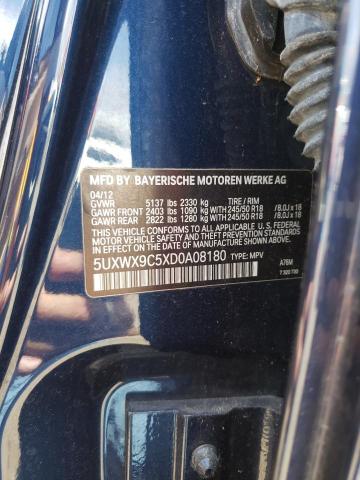 MFD BY BAYERISCHE MOTOREN WERKE AG
04/12
GVWR 5137 lbs 2330 kg TIRE / RIM
GAWR FRONT 2403 lbs 1090 kg WITH 245/50 R18 / 8.0J x 18
GAWR REAR 2822 lbs 1280 kg WITH 245/50 R18 / 8.0J x 18
THIS VEHICLE CONFORMS TO ALL APPLICABLE
U.S. FEDERAL MOTOR VEHICLE SAFETY STANDARDS
IN EFFECT ON THE DATE OF MANUFACTURE SHOWN ABOVE.
5UXWX9C5XD0A08180 TYPE: MPV
A76M
7 320 730